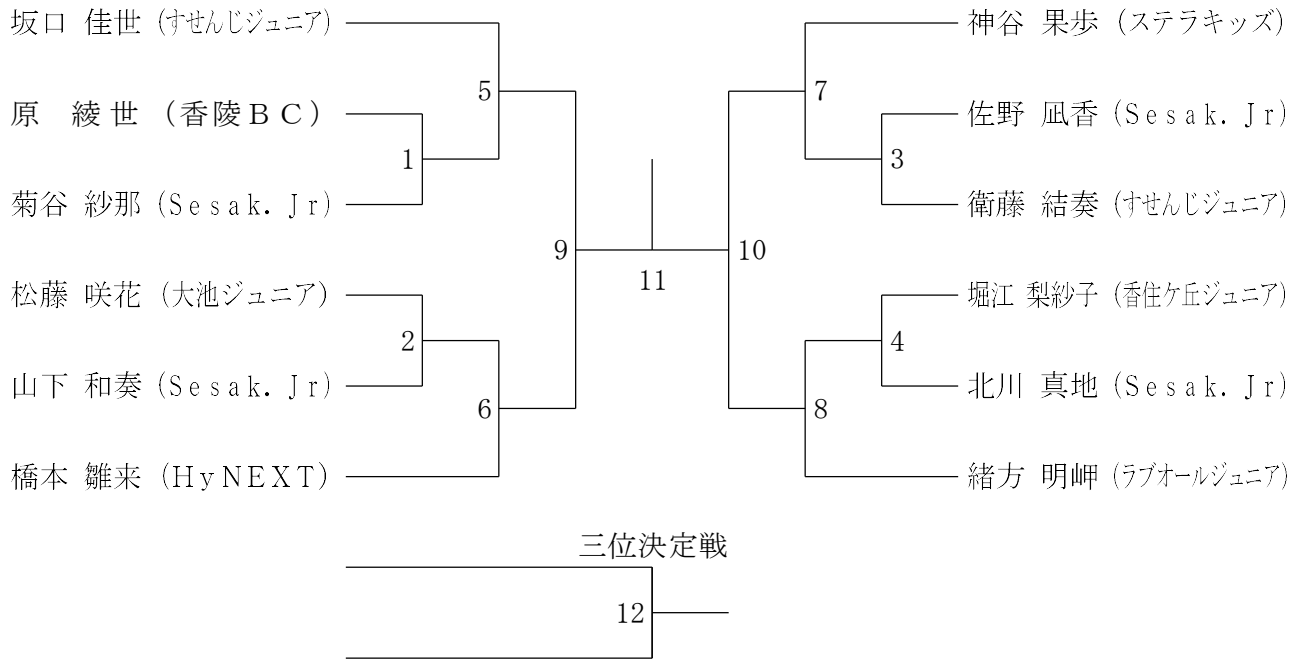 坂口 佳世 (すせんじジュニア)
原 綾世 (香陵BC)
菊谷 紗那 (Sesak. Jr)
松藤 咲花 (大池ジュニア)
山下 和奏 (Sesak. Jr)
橋本 雛来 (HyNEXT)
5
1
2
6
9
11
10
7
3
4
8
神谷 果歩 (ステラキッズ)
佐野 凪香 (Sesak. Jr)
衛藤 結奏 (すせんじジュニア)
堀江 梨紗子 (香住ケ丘ジュニア)
北川 真地 (Sesak. Jr)
緒方 明岬 (ラブオールジュニア)
三位決定戦
12